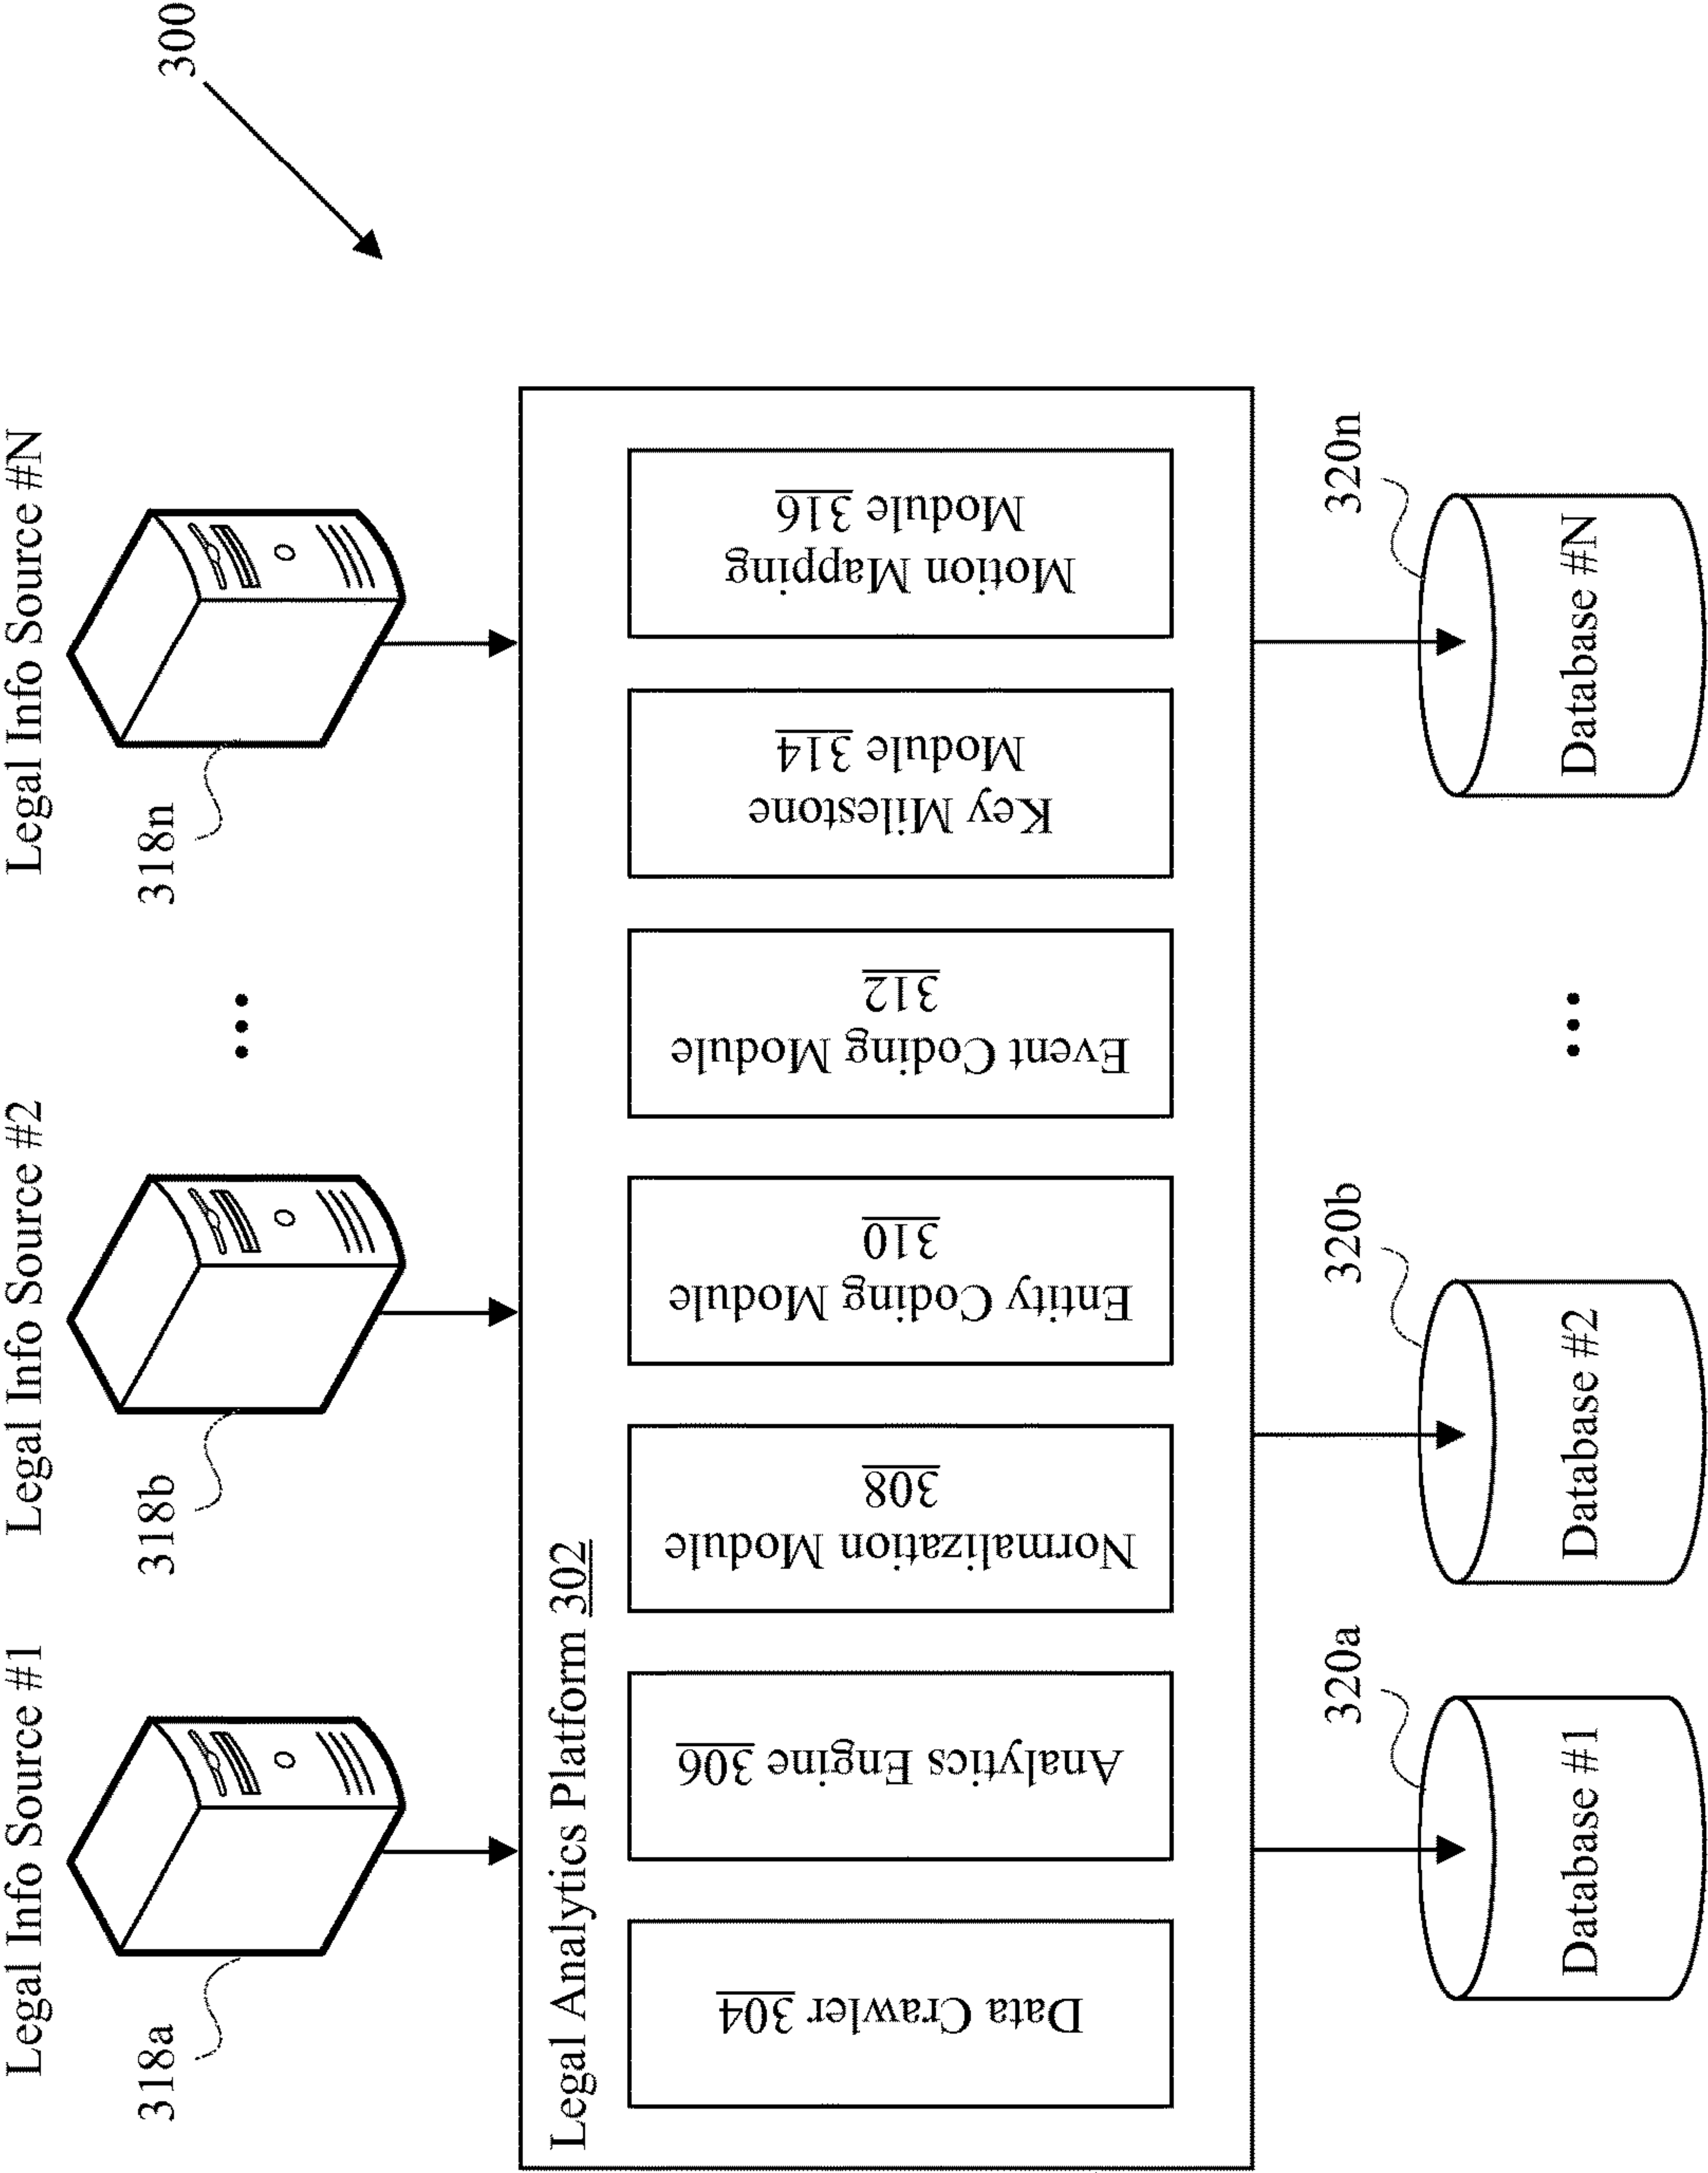 300
Legal Info Source #1
Legal Info Source #2
Legal Info Source #N
318a
318b
...
318n
Legal Analytics Platform 302
Data Crawler 304
Analytics Engine 306
Normalization Module
308
Entity Coding Module
310
Event Coding Module
312
Key Milestone
Module 314
Motion Mapping
Module 316
320a
320b
320n
Database #1
Database #2
...
Database #N